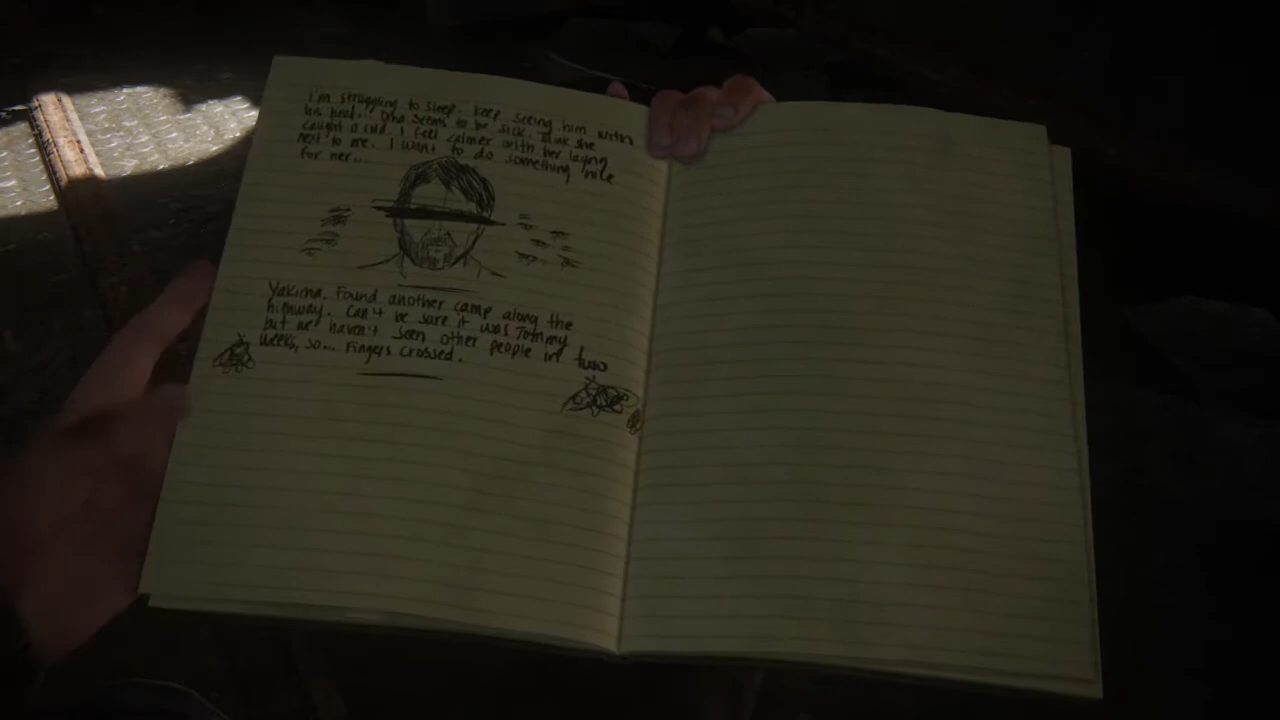 I'm struggling to sleep. Keep seeing him with
his head... Dina seems to be sick. Think she
caught a cold. I feel calmer with her laying
next to me. I want to do something nice
for her...
Yakima. Found another camp along the
highway. Can't be sure it was Tommy
but we haven't seen other people in two
weeks, so... Fingers crossed.